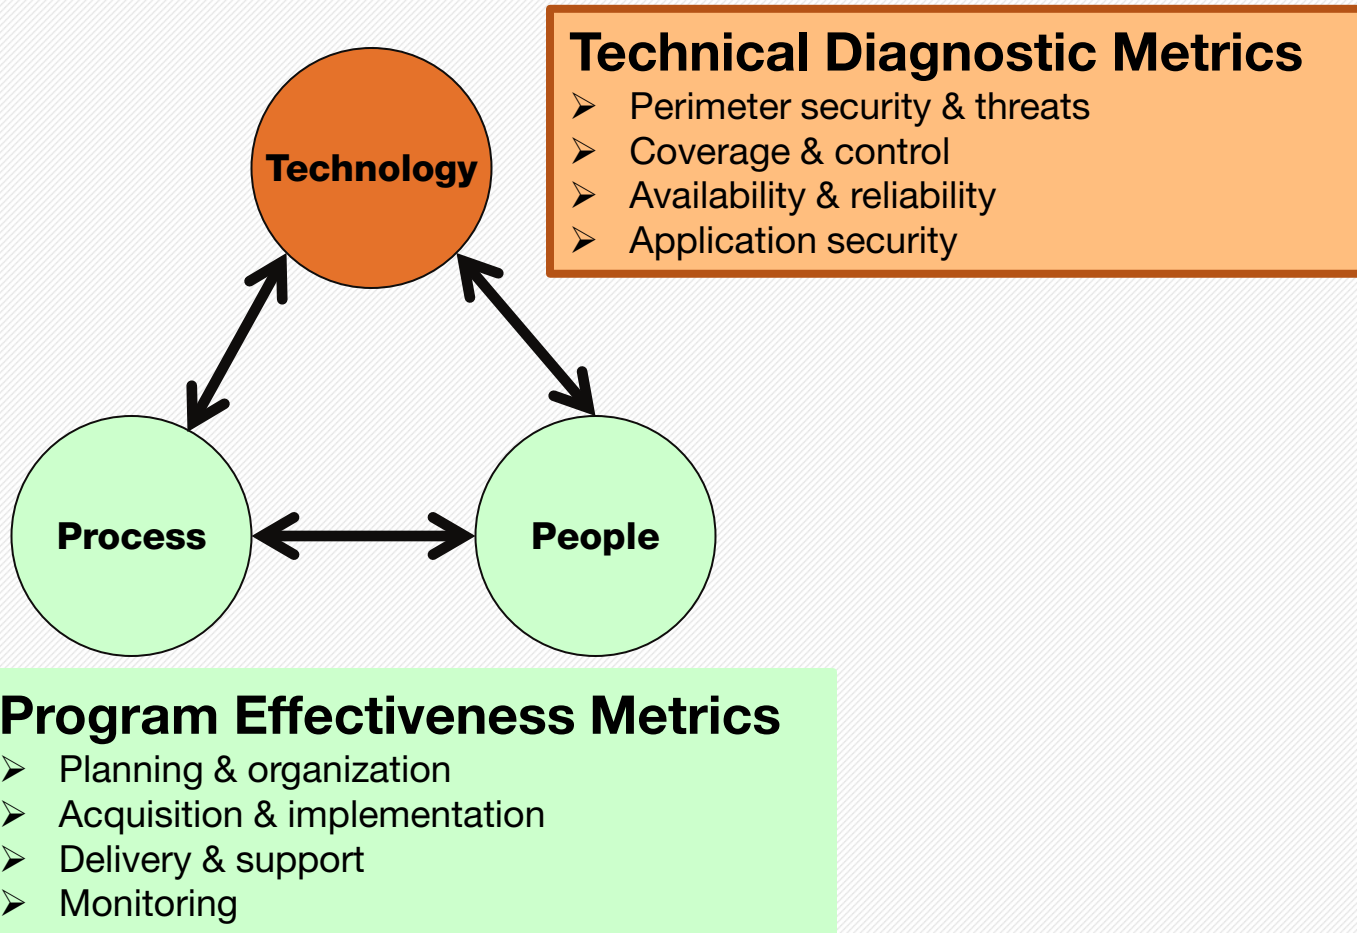 Technical Diagnostic Metrics
➢ Perimeter security & threats
➢ Coverage & control
➢ Availability & reliability
➢ Application security
Technology
Process
People
Program Effectiveness Metrics
➢ Planning & organization
➢ Acquisition & implementation
➢ Delivery & support
➢ Monitoring